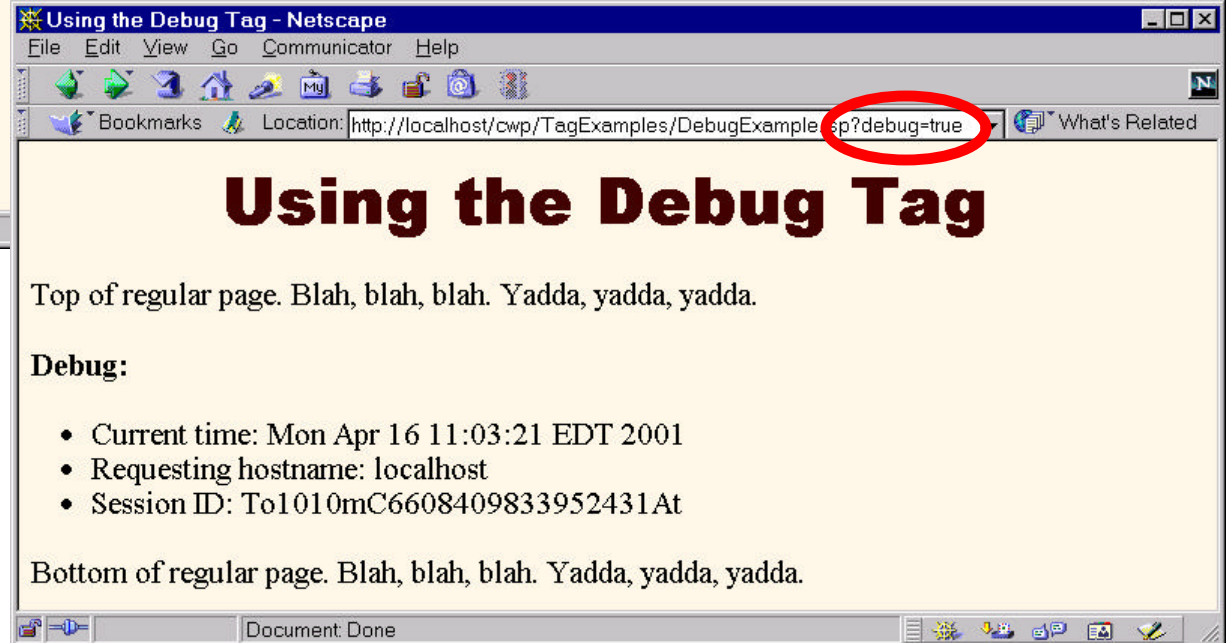 Using the Debug Tag - Netscape
File Edit View Go Communicator Help
My
N
Bookmarks Location: http://localhost/cwp/TagExamples/DebugExample.sp?debug=true What's Related
Using the Debug Tag
Top of regular page. Blah, blah, blah. Yadda, yadda, yadda.
Debug:
• Current time: Mon Apr 16 11:03:21 EDT 2001
• Requesting hostname: localhost
• Session ID: To1010mC6608409833952431At
Bottom of regular page. Blah, blah, blah. Yadda, yadda, yadda.
Document: Done